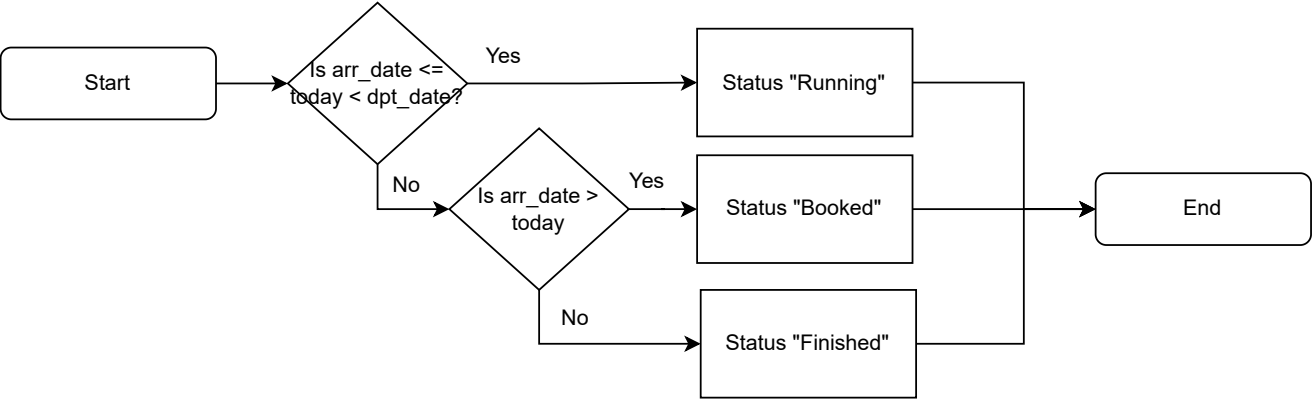 Start
Is arr_date <=
today < dpt_date?
Yes
Status "Running"
No
Is arr_date >
today
Yes
Status "Booked"
End
No
Status "Finished"